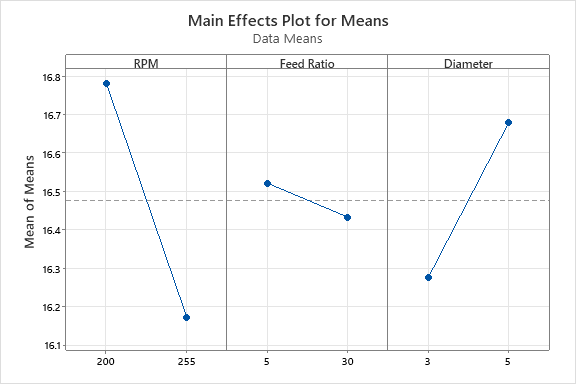 Main Effects Plot for Means
Data Means
RPM Feed Ratio Diameter
Mean of Means
16.8
16.7
16.6
16.5
16.4
16.3
16.2
16.1
200 255 5 30 3 5